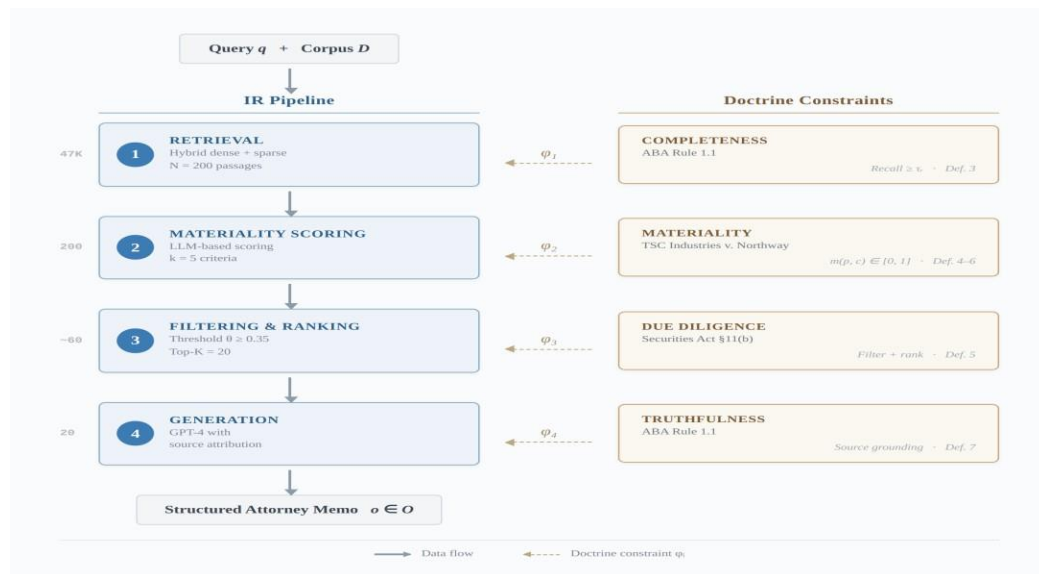 Query q + Corpus D
IR Pipeline
Doctrine Constraints
47K
1
RETRIEVAL
Hybrid dense + sparse
N = 200 passages
φ₁
COMPLETENESS
ABA Rule 1.1
Recall ≥ τᵣ · Def. 3
200
2
MATERIALITY SCORING
LLM-based scoring
k = 5 criteria
φ₂
MATERIALITY
TSC Industries v. Northway
m(p, c) ∈ [0, 1] · Def. 4–6
~60
3
FILTERING & RANKING
Threshold θ ≥ 0.35
Top-K = 20
φ₃
DUE DILIGENCE
Securities Act §11(b)
Filter + rank · Def. 5
20
4
GENERATION
GPT-4 with
source attribution
φ₄
TRUTHFULNESS
ABA Rule 1.1
Source grounding · Def. 7
Structured Attorney Memo o ∈ O
Data flow
Doctrine constraint φᵢ